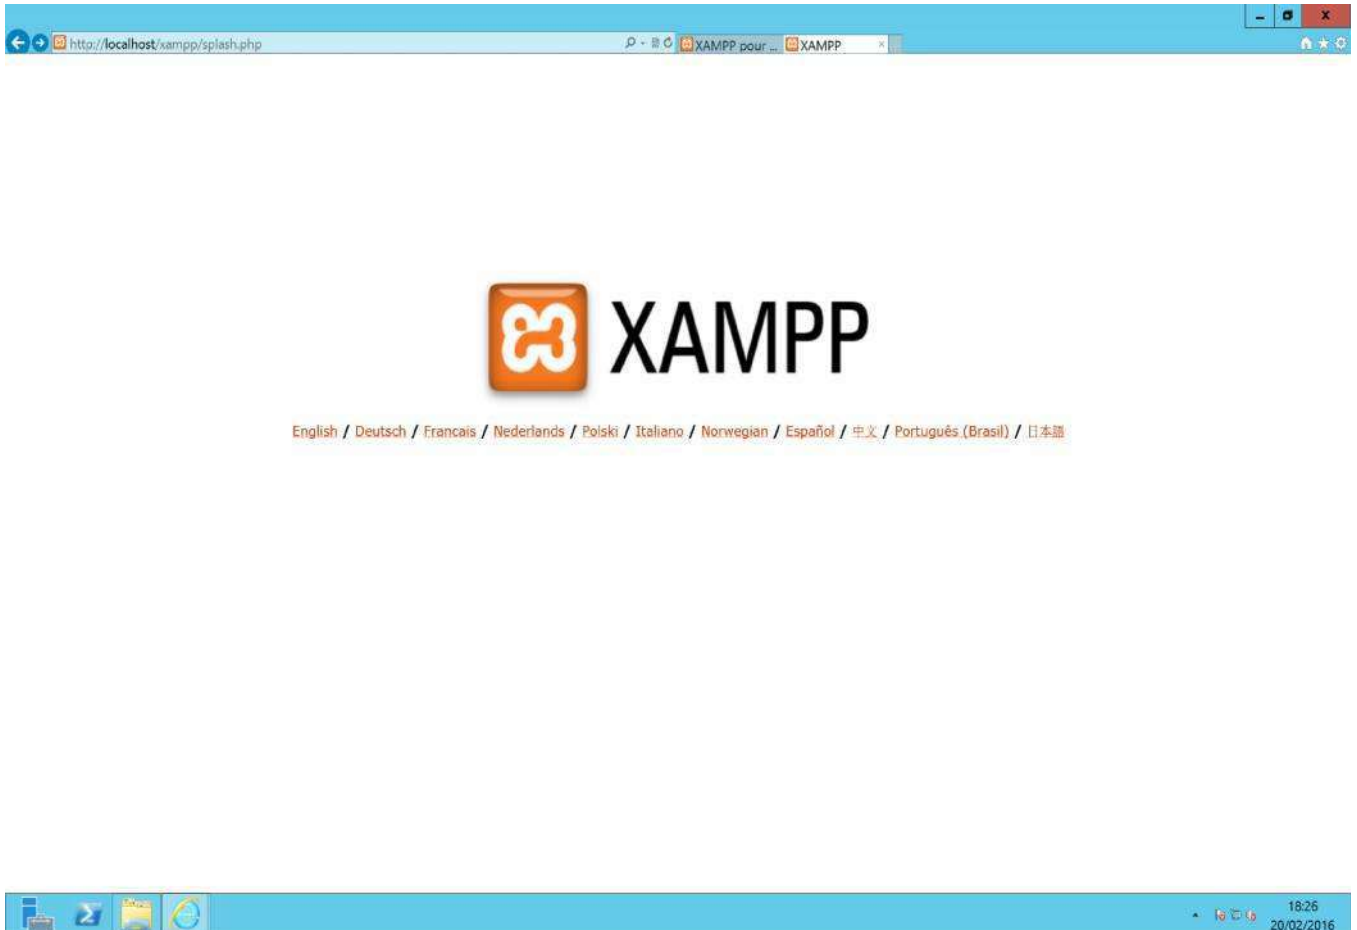 http://localhost/xampp/splash.php
XAMPP pour ...
XAMPP
XAMPP
English / Deutsch / Francais / Nederlands / Polski / Italiano / Norwegian / Español / 中文 / Português (Brasil) / 日本語
18:26
20/02/2016